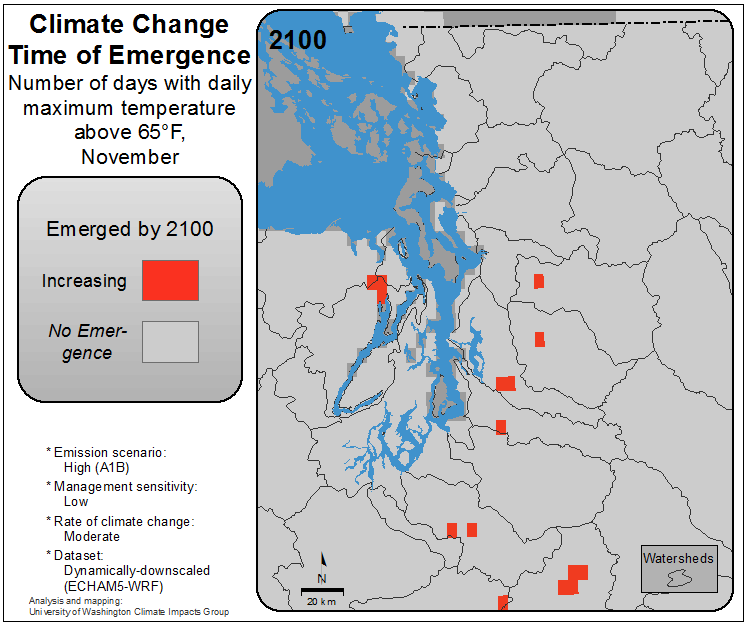 Climate Change
Time of Emergence
Number of days with daily
maximum temperature
above 65°F,
November
Emerged by 2100
Increasing
No Emer-
gence
* Emission scenario:
High (A1B)
* Management sensitivity:
Low
* Rate of climate change:
Moderate
* Dataset:
Dynamically-downscaled
(ECHAM5-WRF)
Analysis and mapping:
University of Washington Climate Impacts Group
2100
N
20 km
Watersheds